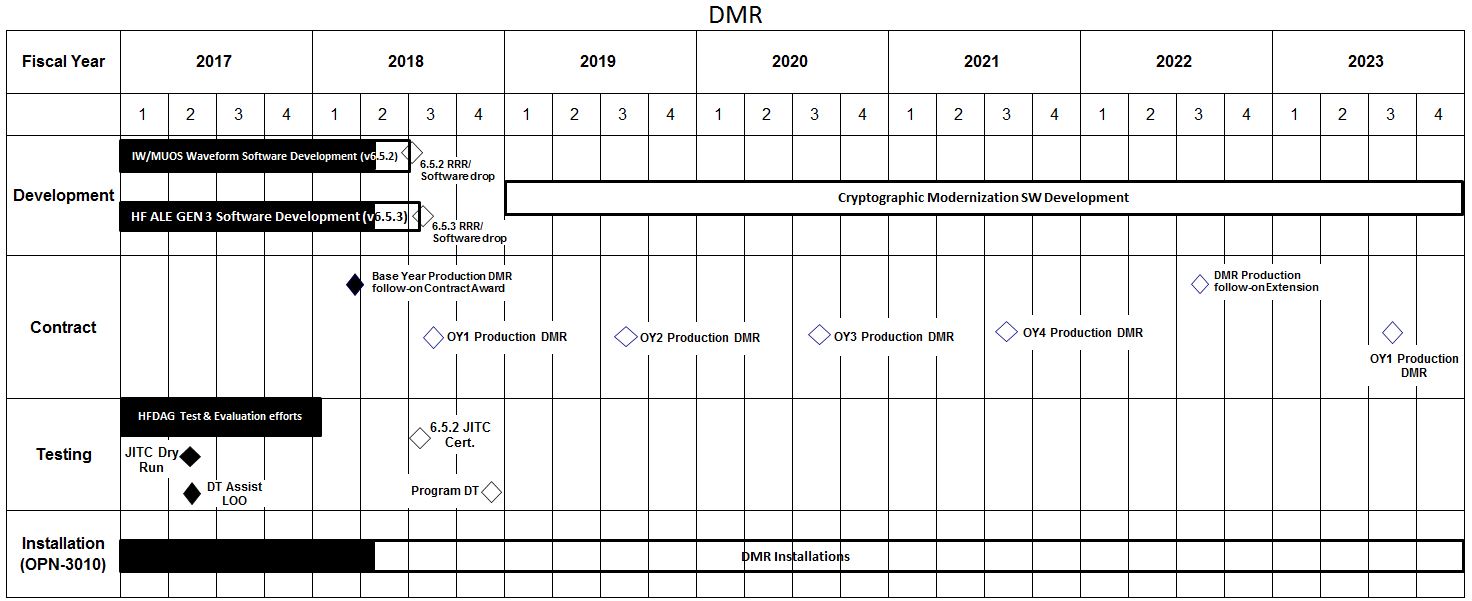 DMR
Fiscal Year 2017 2018 2019 2020 2021 2022 2023
1 2 3 4 1 2 3 4 1 2 3 4 1 2 3 4 1 2 3 4 1 2 3 4 1 2 3 4
Development
IW/MUOS Waveform Software Development (v6.5.2)
6.5.2 RRR/
Software drop
Cryptographic Modernization SW Development
HF ALE GEN 3 Software Development (v6.5.3)
6.5.3 RRR/
Software drop
Contract
Base Year Production DMR
follow-on Contract Award
DMR Production
follow-on Extension
OY1 Production DMR
OY2 Production DMR
OY3 Production DMR
OY4 Production DMR
OY1 Production
DMR
Testing
HFDAG Test & Evaluation efforts
6.5.2 JITC
Cert.
JITC Dry
Run
DT Assist
LOO
Program DT
Installation
(OPN-3010)
DMR Installations